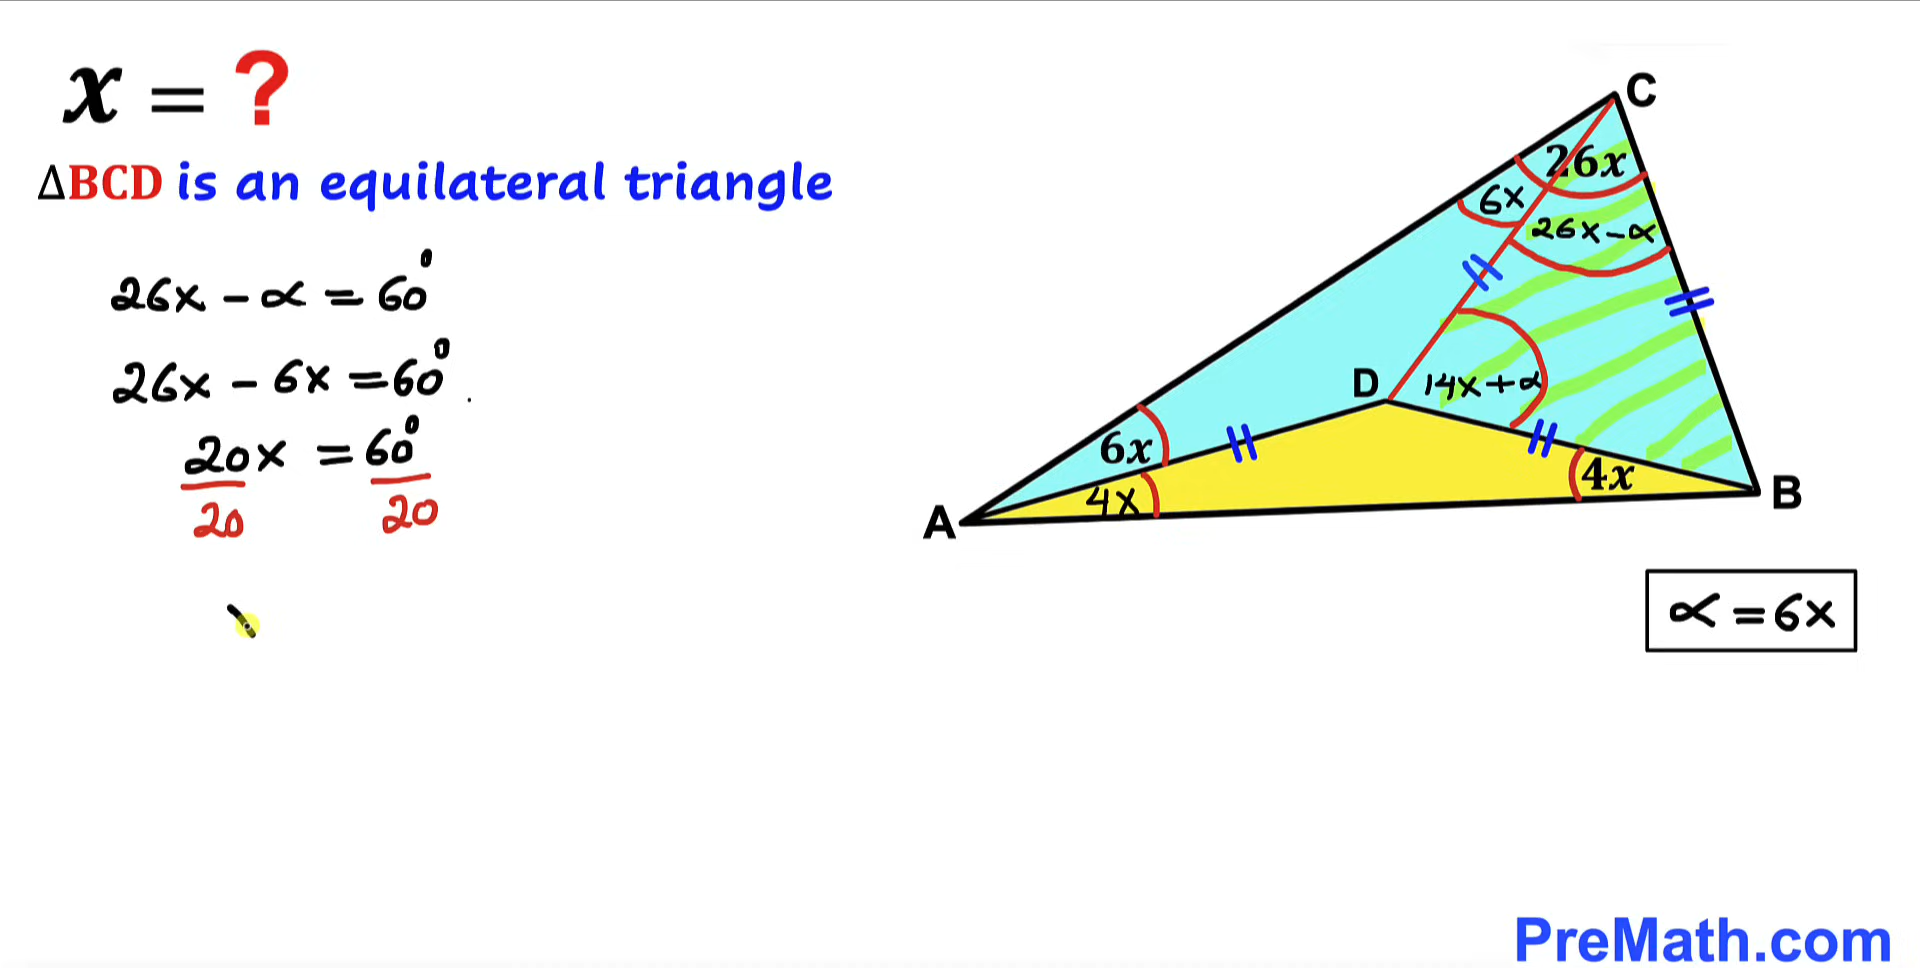 x = ?
ΔBCD is an equilateral triangle
26x - α = 60°
26x - 6x = 60°.
20x = 60°
20 20
C
26x
6x
26x-α
D
14x+α
6x
4x
4x
A
B
α = 6x
PreMath.com